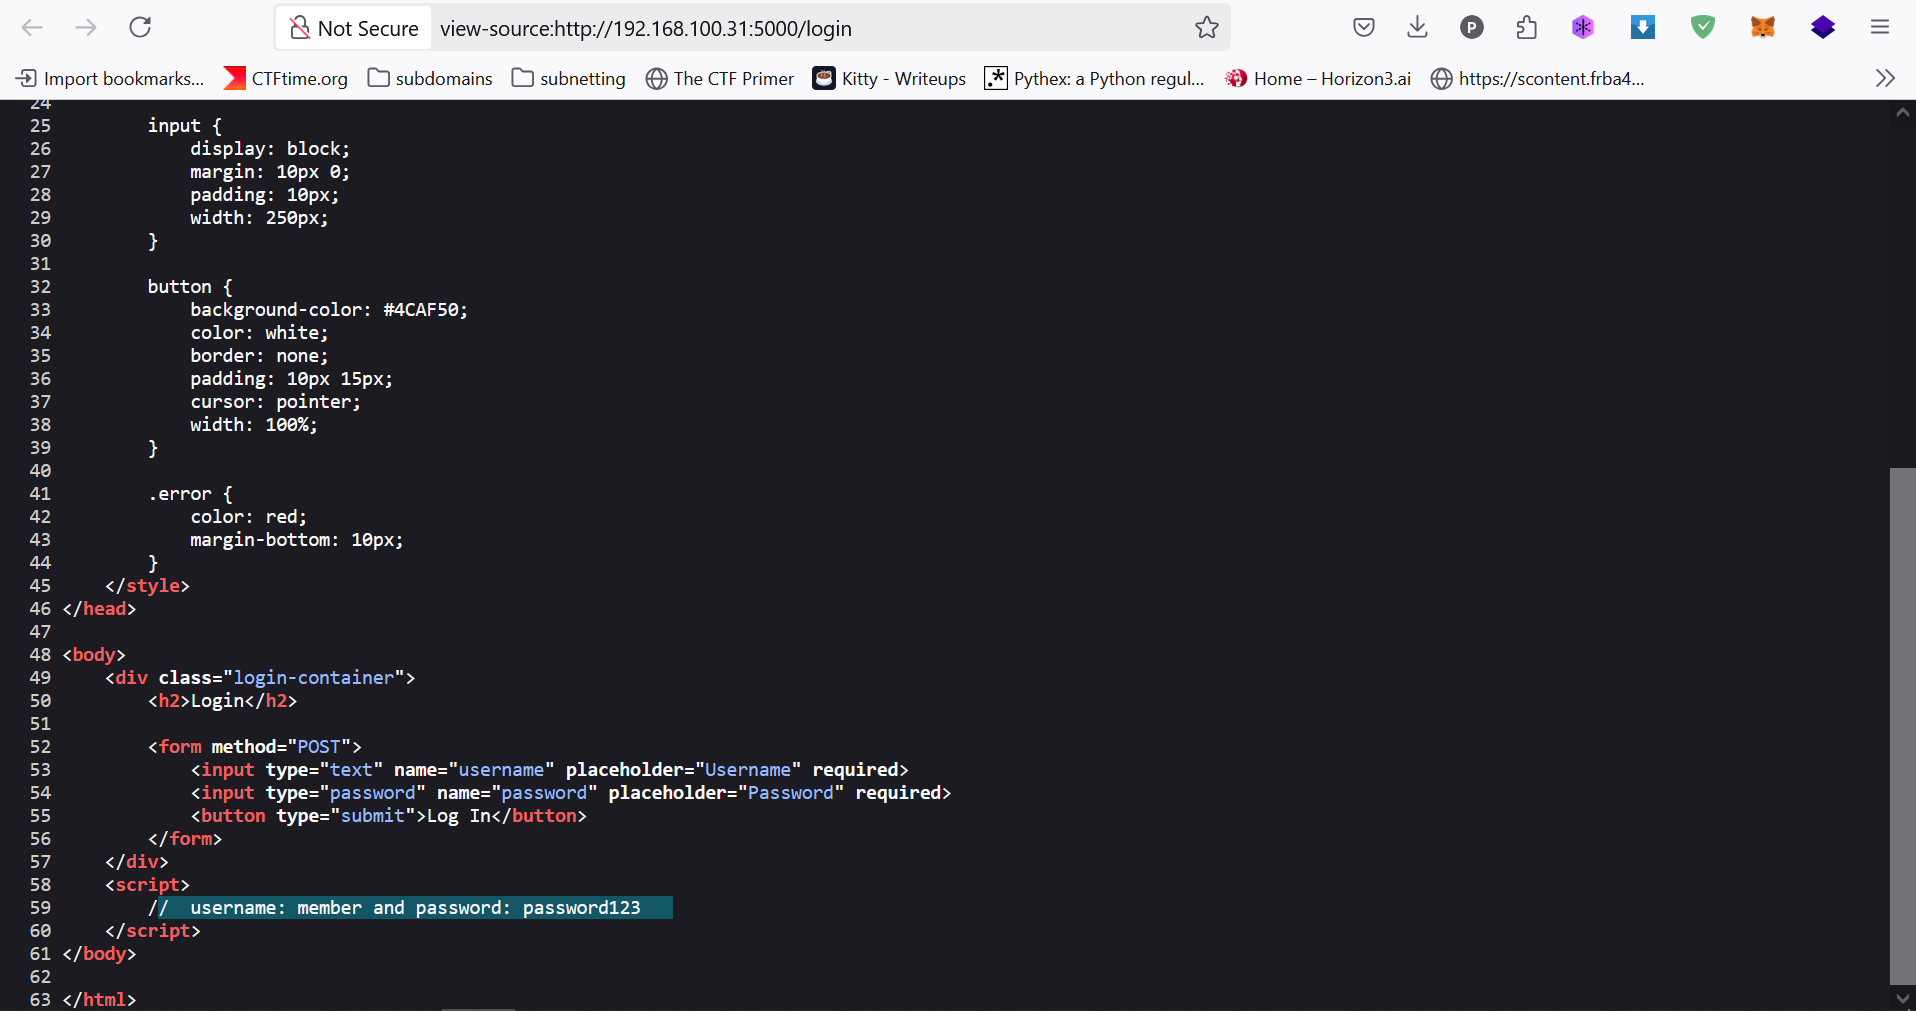 Not Secure view-source:http://192.168.100.31:5000/login P
Import bookmarks... CTFtime.org subdomains subnetting The CTF Primer Kitty - Writeups .* Pythex: a Python regul... Home – Horizon3.ai https://scontent.frba4...
24
25 input {
26 display: block;
27 margin: 10px 0;
28 padding: 10px;
29 width: 250px;
30 }
31
32 button {
33 background-color: #4CAF50;
34 color: white;
35 border: none;
36 padding: 10px 15px;
37 cursor: pointer;
38 width: 100%;
39 }
40
41 .error {
42 color: red;
43 margin-bottom: 10px;
44 }
45 </style>
46 </head>
47
48 <body>
49 <div class="login-container">
50 <h2>Login</h2>
51
52 <form method="POST">
53 <input type="text" name="username" placeholder="Username" required>
54 <input type="password" name="password" placeholder="Password" required>
55 <button type="submit">Log In</button>
56 </form>
57 </div>
58 <script>
59 // username: member and password: password123
60 </script>
61 </body>
62
63 </html>